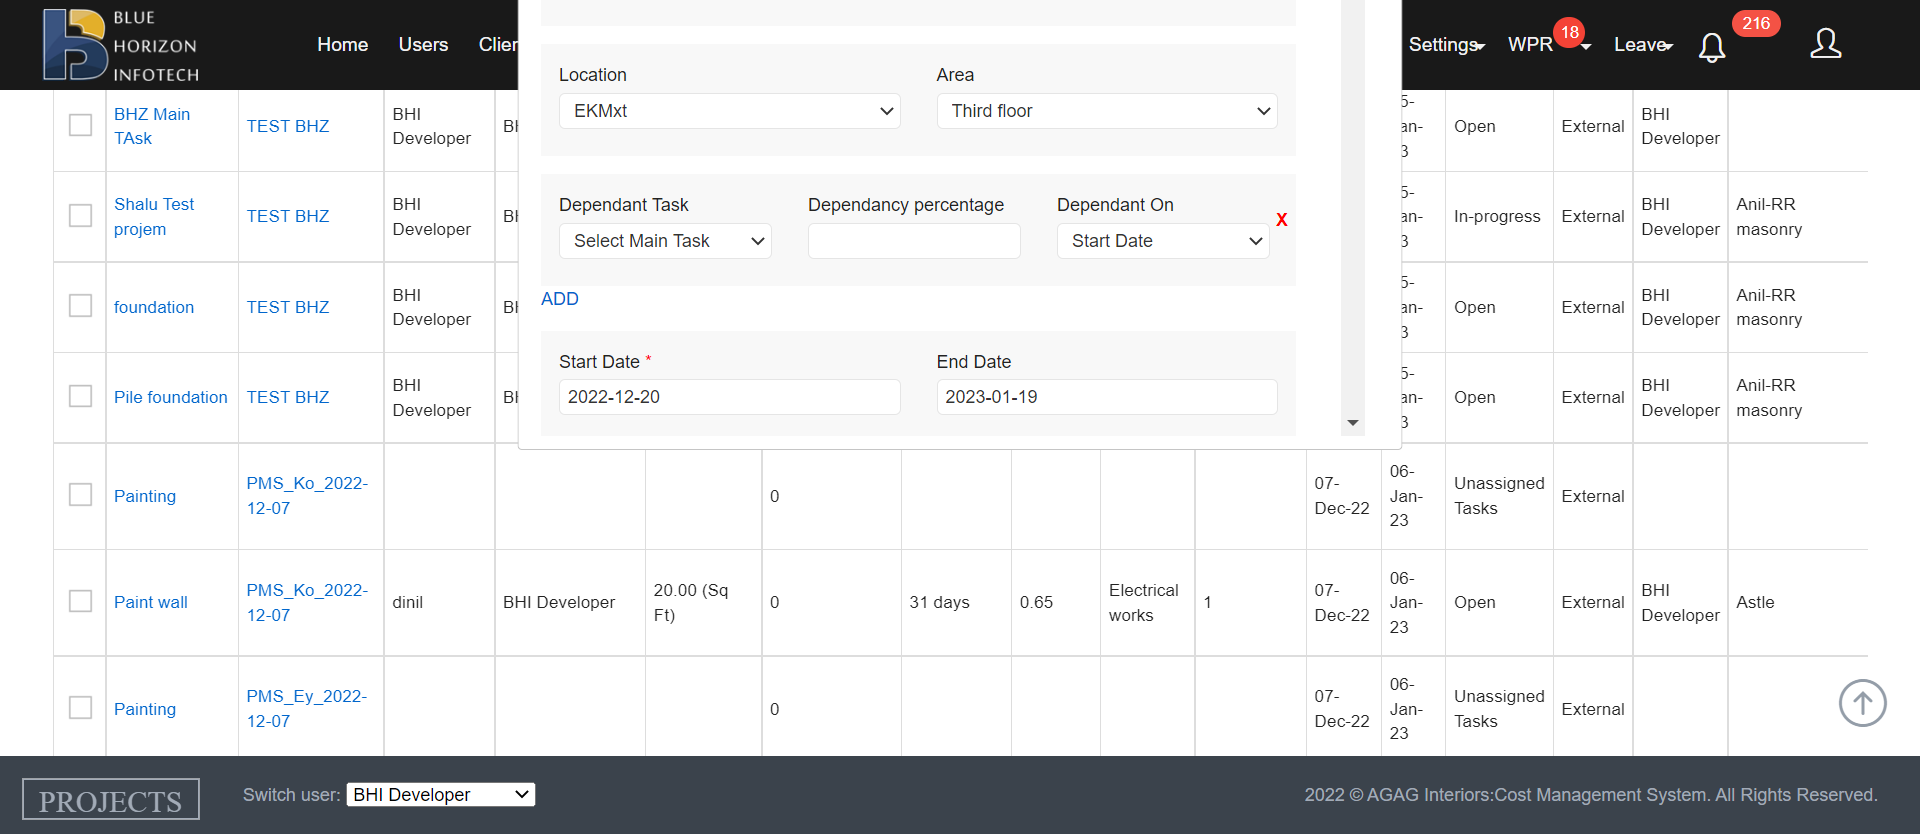 BLUE
HORIZON
INFOTECH
Home Users Clier
Settings WPR 18 Leave 216
Location Area
EKMxt Third floor
Dependant Task Dependancy percentage Dependant On
X
Select Main Task Start Date
ADD
Start Date * End Date
2022-12-20 2023-01-19
BHZ Main
TAsk
TEST BHZ
BHI
Developer
BH
5-
an-
3
Open
External
BHI
Developer
Shalu Test
projem
TEST BHZ
BHI
Developer
BH
5-
an-
3
In-progress
External
BHI
Developer
Anil-RR
masonry
foundation
TEST BHZ
BHI
Developer
BH
5-
an-
3
Open
External
BHI
Developer
Anil-RR
masonry
Pile foundation
TEST BHZ
BHI
Developer
BH
5-
an-
3
Open
External
BHI
Developer
Anil-RR
masonry
Painting
PMS_Ko_2022-
12-07
0
07-
Dec-22
06-
Jan-
23
Unassigned
Tasks
External
Paint wall
PMS_Ko_2022-
12-07
dinil
BHI Developer
20.00 (Sq
Ft)
0
31 days
0.65
Electrical
works
1
07-
Dec-22
06-
Jan-
23
Open
External
BHI
Developer
Astle
Painting
PMS_Ey_2022-
12-07
0
07-
Dec-22
06-
Jan-
23
Unassigned
Tasks
External
PROJECTS
Switch user: BHI Developer
2022 © AGAG Interiors:Cost Management System. All Rights Reserved.